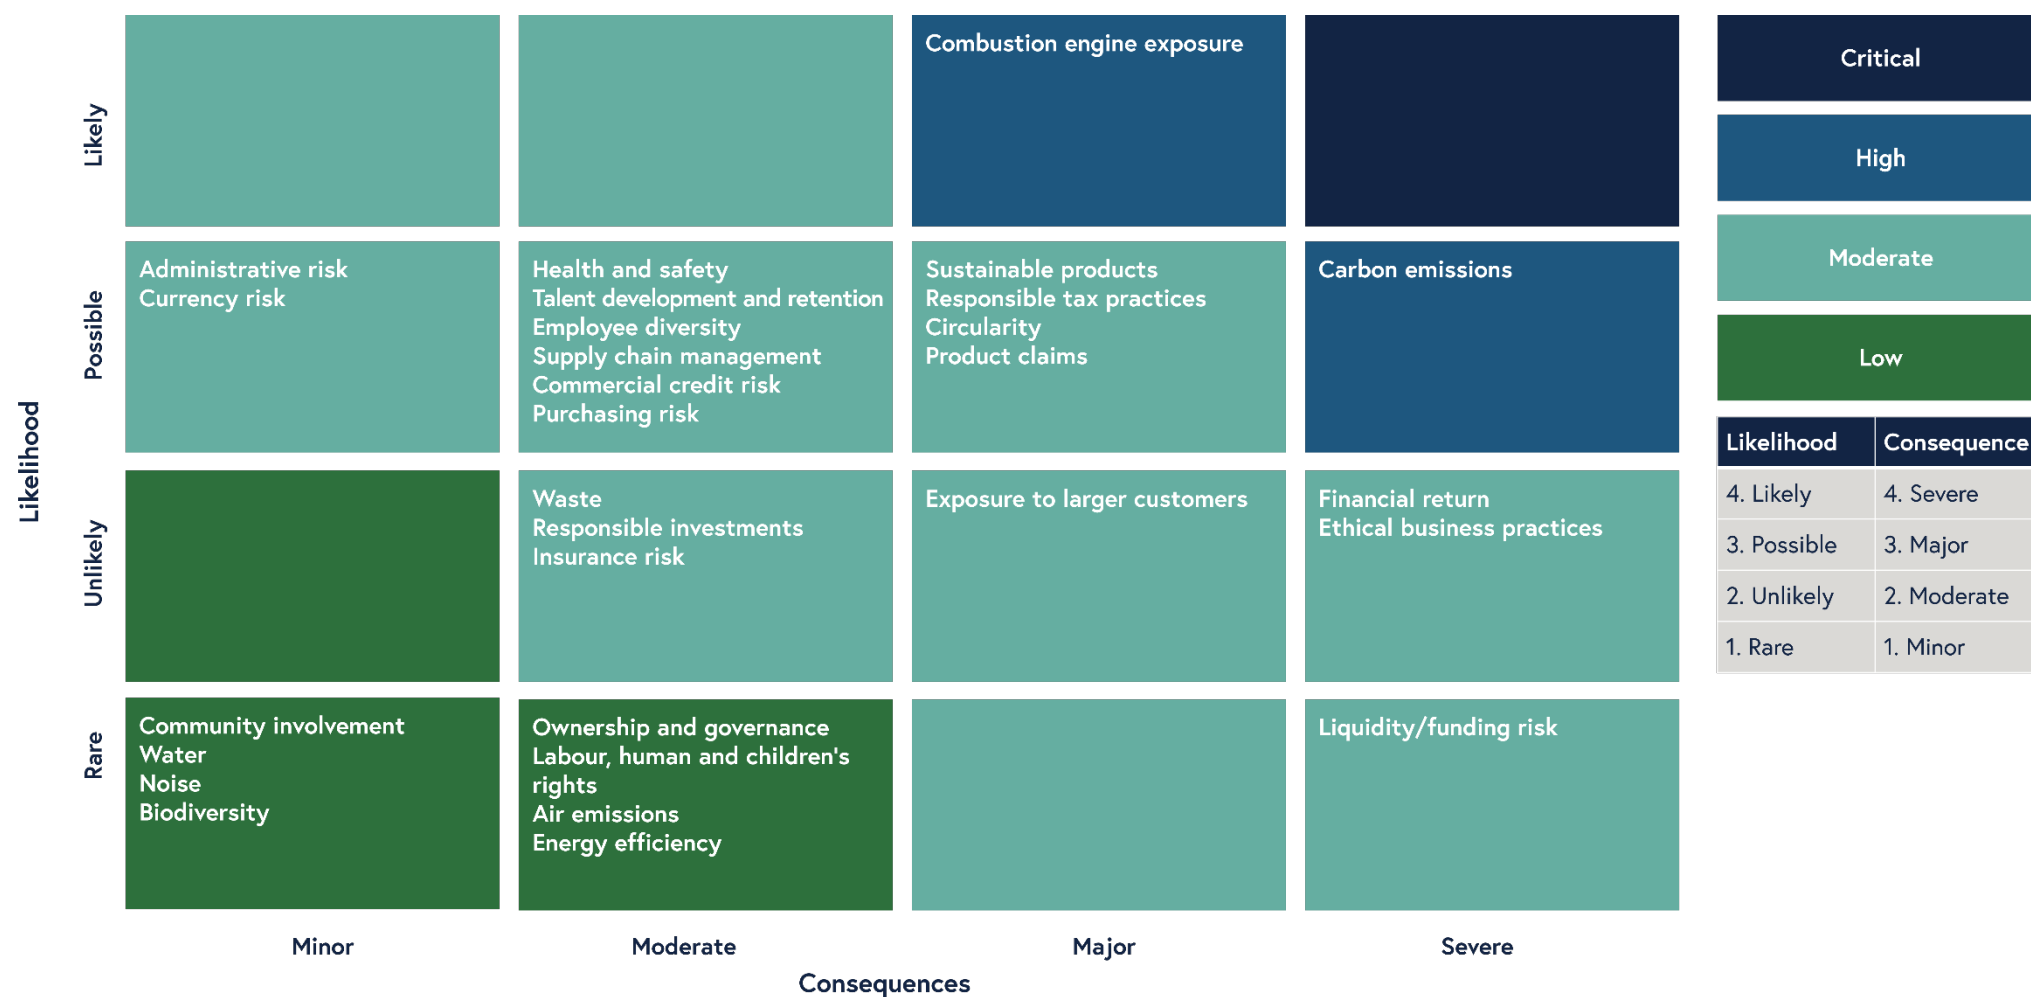 Likelihood
Likely
Combustion engine exposure
Possible
Administrative risk
Currency risk
Health and safety
Talent development and retention
Employee diversity
Supply chain management
Commercial credit risk
Purchasing risk
Sustainable products
Responsible tax practices
Circularity
Product claims
Carbon emissions
Unlikely
Waste
Responsible investments
Insurance risk
Exposure to larger customers
Financial return
Ethical business practices
Rare
Community involvement
Water
Noise
Biodiversity
Ownership and governance
Labour, human and children's
rights
Air emissions
Energy efficiency
Liquidity/funding risk
Minor
Moderate
Major
Severe
Consequences
Critical
High
Moderate
Low
Likelihood Consequence
4. Likely 4. Severe
3. Possible 3. Major
2. Unlikely 2. Moderate
1. Rare 1. Minor